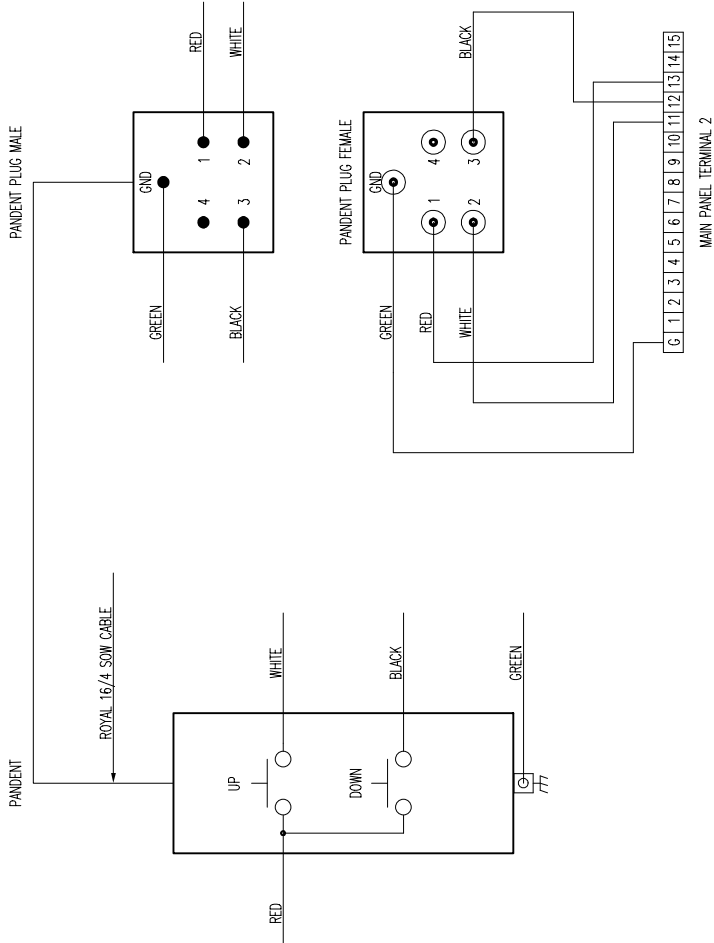 PANDENT
ROYAL 16/4 SOW CABLE
RED
UP
DOWN
WHITE
BLACK
GREEN
PANDENT PLUG MALE
GND
4 1
3 2
GREEN
BLACK
RED
WHITE
PANDENT PLUG FEMALE
GND
1 4
2 3
GREEN
RED
WHITE
BLACK
G 1 2 3 4 5 6 7 8 9 10 11 12 13 14 15
MAIN PANEL TERMINAL 2